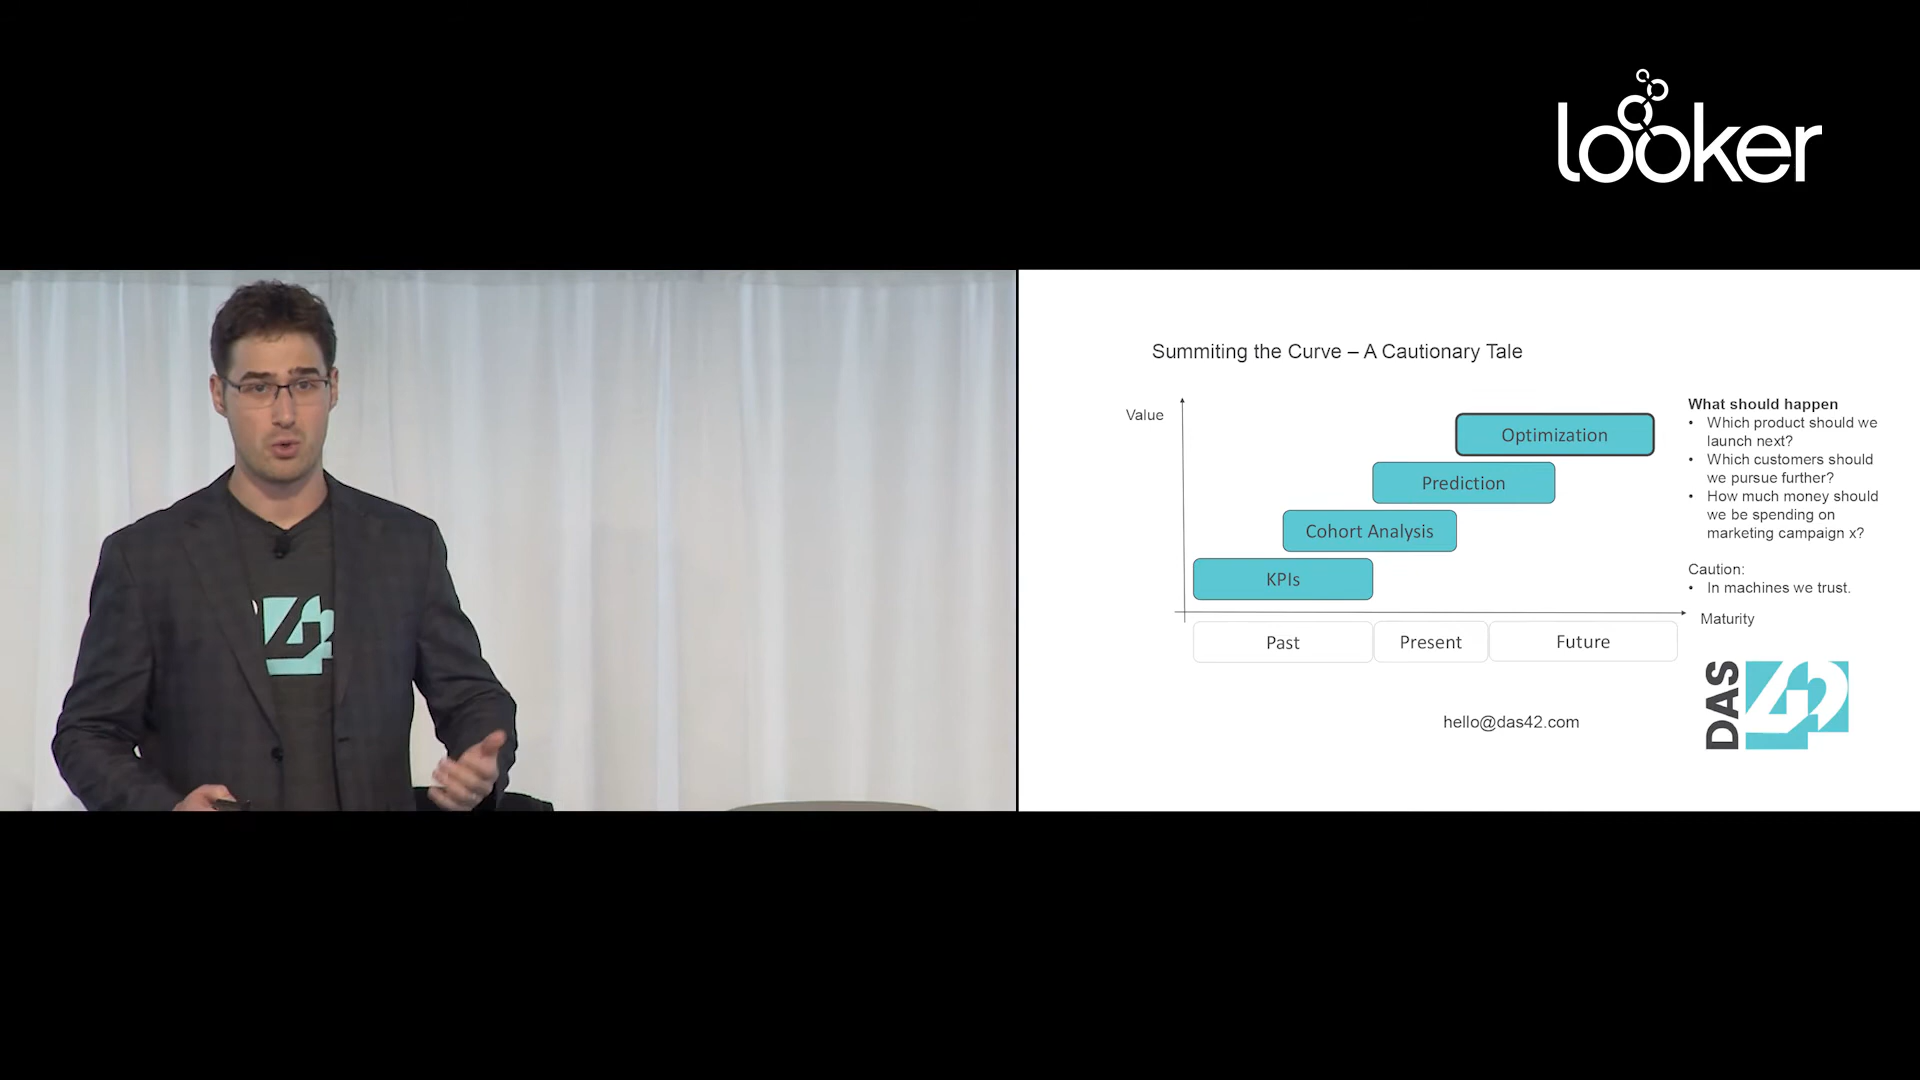 looker
Summiting the Curve – A Cautionary Tale
Value
Optimization
Prediction
Cohort Analysis
KPIs
Past
Present
Future
Maturity
What should happen
• Which product should we
launch next?
• Which customers should
we pursue further?
• How much money should
we be spending on
marketing campaign x?
Caution:
• In machines we trust.
hello@das42.com
DAS
42
42